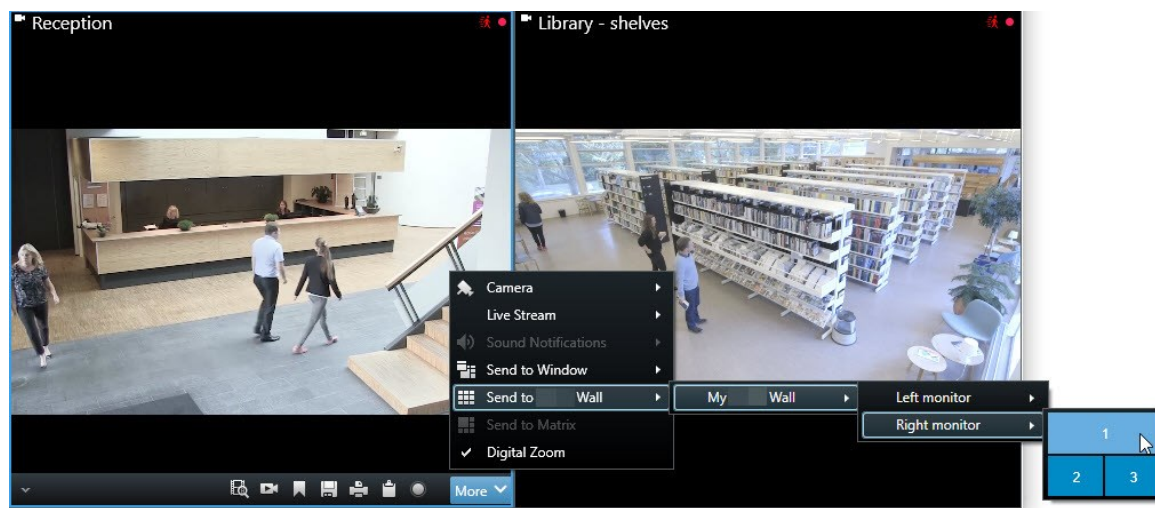 Reception
Library - shelves
Camera
Live Stream
Sound Notifications
Send to Window
Send to Wall
My Wall
Left monitor
Right monitor
Send to Matrix
Digital Zoom
1
2 3
More